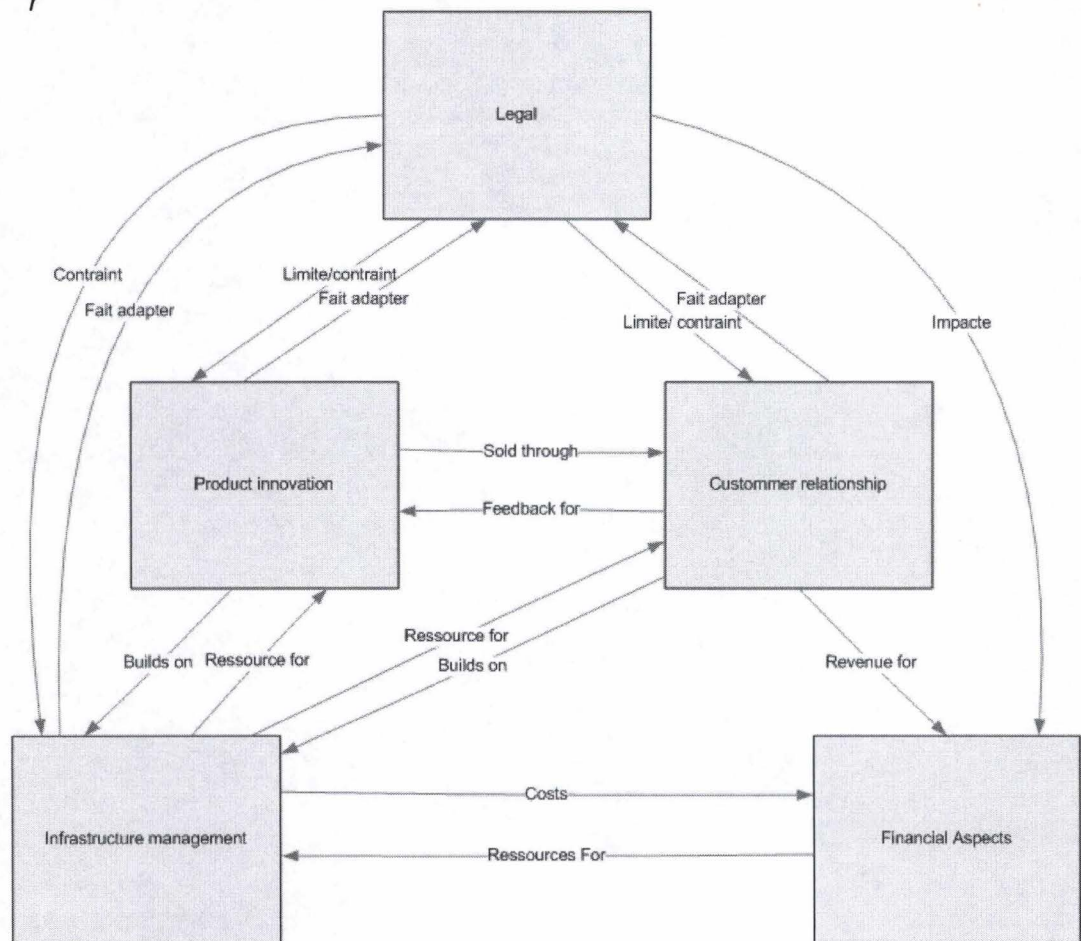 Legal
Contraint
Fait adapter
Limite/contraint
Fait adapter
Fait adapter
Limite/ contraint
Impacte
Product innovation
Sold through
Feedback for
Custommer relationship
Builds on
Ressource for
Ressource for
Builds on
Revenue for
Infrastructure management
Costs
Ressources For
Financial Aspects